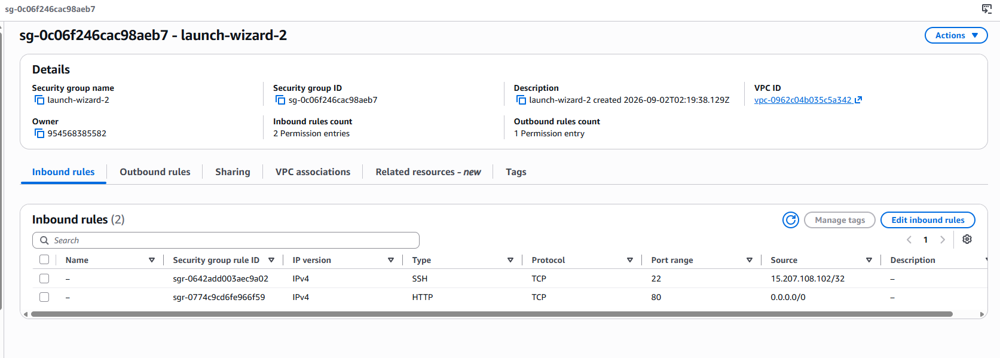 sg-0c06f246cac98aeb7
sg-0c06f246cac98aeb7 - launch-wizard-2
Actions
Details
Security group name
launch-wizard-2
Security group ID
sg-0c06f246cac98aeb7
Description
launch-wizard-2 created 2026-09-02T02:19:38.129Z
VPC ID
vpc-0962c04b035c5a342
Owner
954568385582
Inbound rules count
2 Permission entries
Outbound rules count
1 Permission entry
Inbound rules Outbound rules Sharing VPC associations Related resources - new Tags
Inbound rules (2)
Manage tags Edit inbound rules
Search
1
Name Security group rule ID IP version Type Protocol Port range Source Description
– sgr-0642add003aec9a02 IPv4 SSH TCP 22 15.207.108.102/32 –
– sgr-0774c9cd6fe966f59 IPv4 HTTP TCP 80 0.0.0.0/0 –